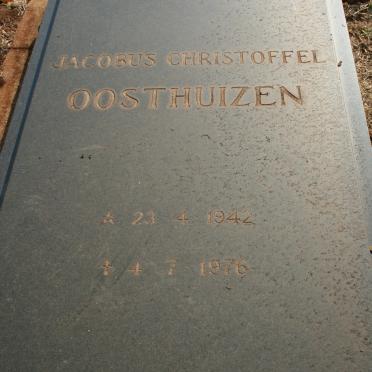 JACOBUS CHRISTOFFEL
OOSTHUIZEN
* 23 4 1942
† 4 7 1976